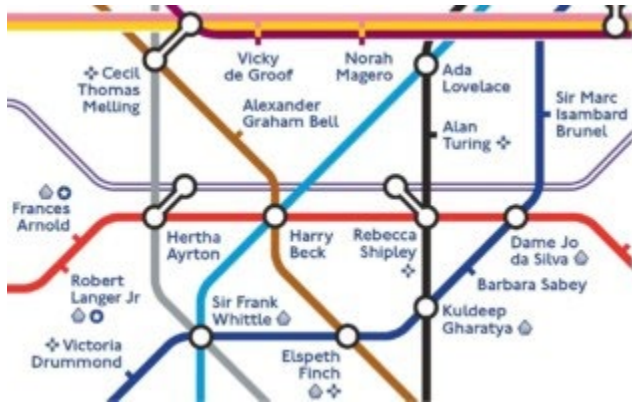 Cecil
Thomas
Melling
Vicky
de Groof
Norah
Magero
Ada
Lovelace
Alexander
Graham Bell
Alan
Turing
Sir Marc
Isambard
Brunel
Frances
Arnold
Hertha
Ayrton
Harry
Beck
Rebecca
Shipley
Dame Jo
da Silva
Robert
Langer Jr
Barbara Sabey
Sir Frank
Whittle
Kuldeep
Gharatya
Victoria
Drummond
Elspeth
Finch